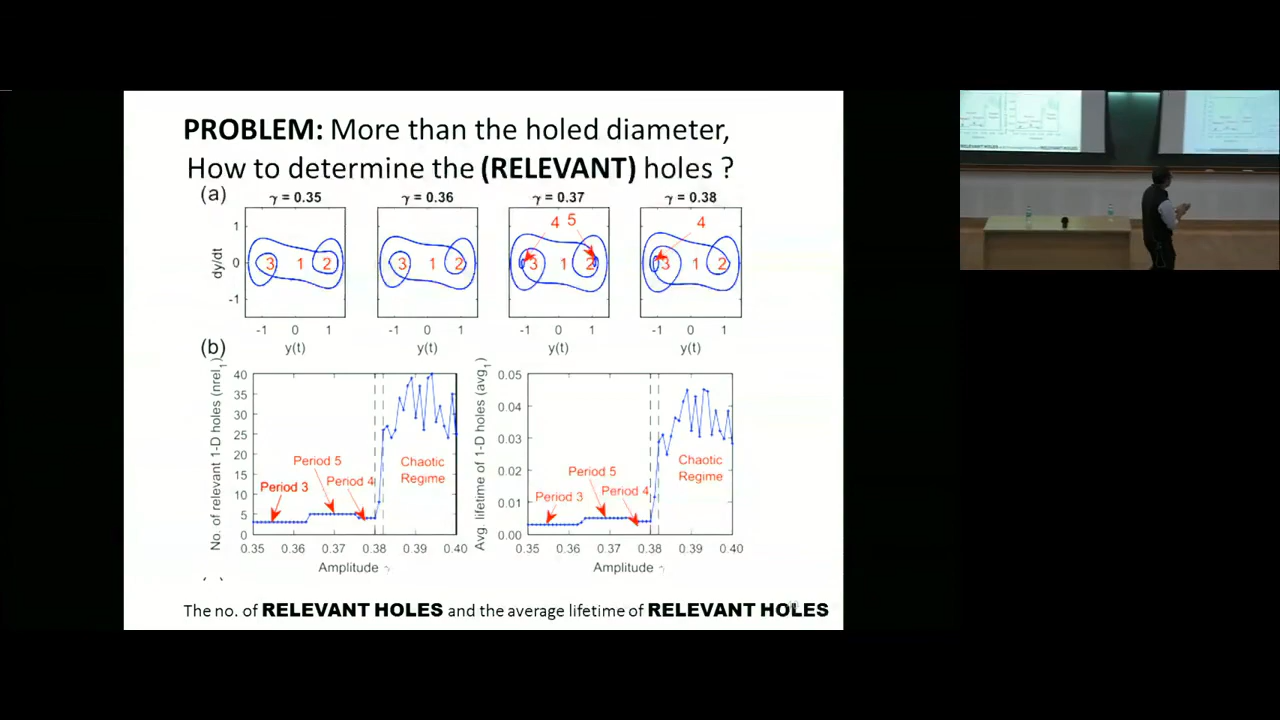 PROBLEM: More than the holed diameter,
How to determine the (RELEVANT) holes ?
(a)
γ = 0.35 γ = 0.36 γ = 0.37 γ = 0.38
4 5 4
1
dy/dt 0
-1
3 1 2 3 1 2 3 1 2 3 1 2
-1 0 1 -1 0 1 -1 0 1 -1 0 1
y(t) y(t) y(t) y(t)
(b)
No. of relevant 1-D holes (nrel1)
40
35
30
25
20
15
10
5
0
Period 3
Period 5
Period 4
Chaotic
Regime
0.35 0.36 0.37 0.38 0.39 0.40
Amplitude γ
Avg. lifetime of 1-D holes (avg1)
0.05
0.04
0.03
0.02
0.01
0.00
Period 3
Period 5
Period 4
Chaotic
Regime
0.35 0.36 0.37 0.38 0.39 0.40
Amplitude γ
The no. of RELEVANT HOLES and the average lifetime of RELEVANT HOLES